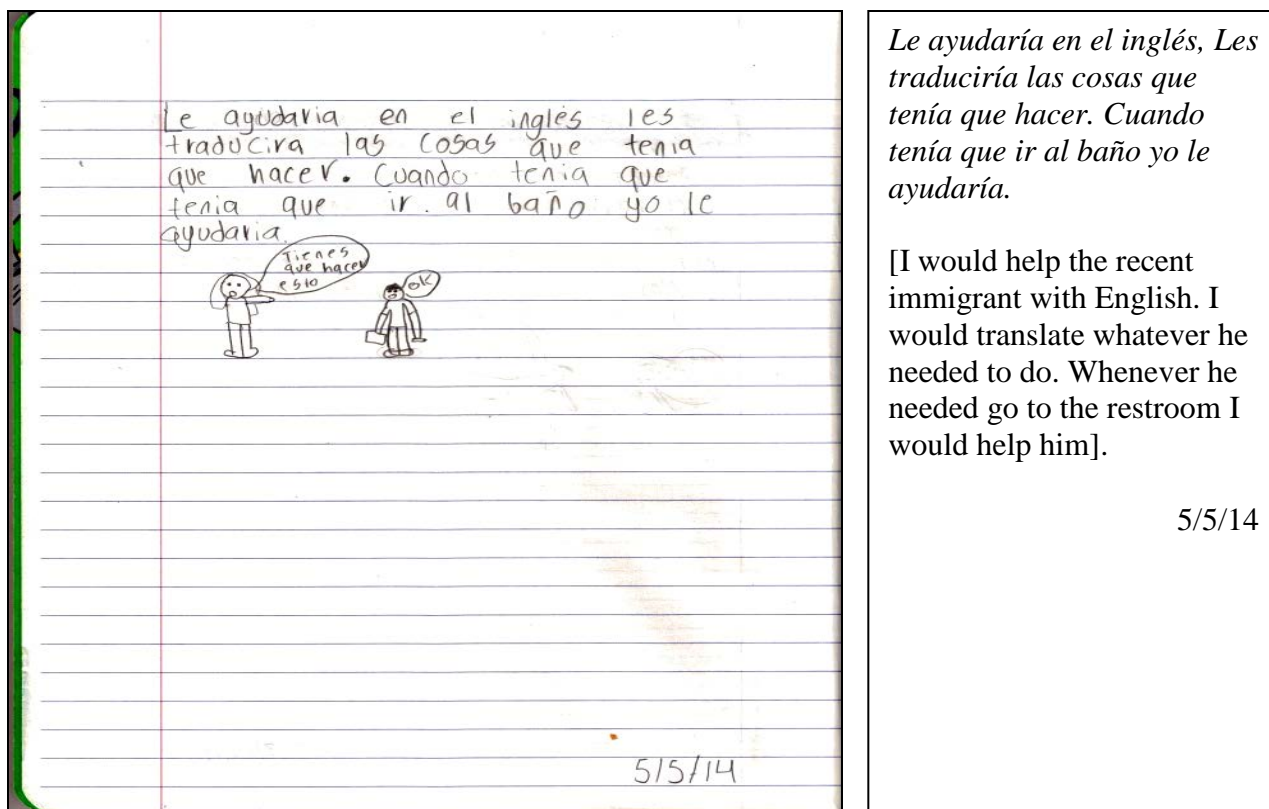 Le ayudaria en el inglés les
traducira las cosas que tenia
que hacer. Cuando tenia que
tenia que ir al baño yo le
ayudaria.
Tienes
que hacer
esto
ok
5/5/14
Le ayudaría en el inglés, Les
traduciría las cosas que
tenía que hacer. Cuando
tenía que ir al baño yo le
ayudaría.
[I would help the recent
immigrant with English. I
would translate whatever he
needed to do. Whenever he
needed go to the restroom I
would help him].
5/5/14